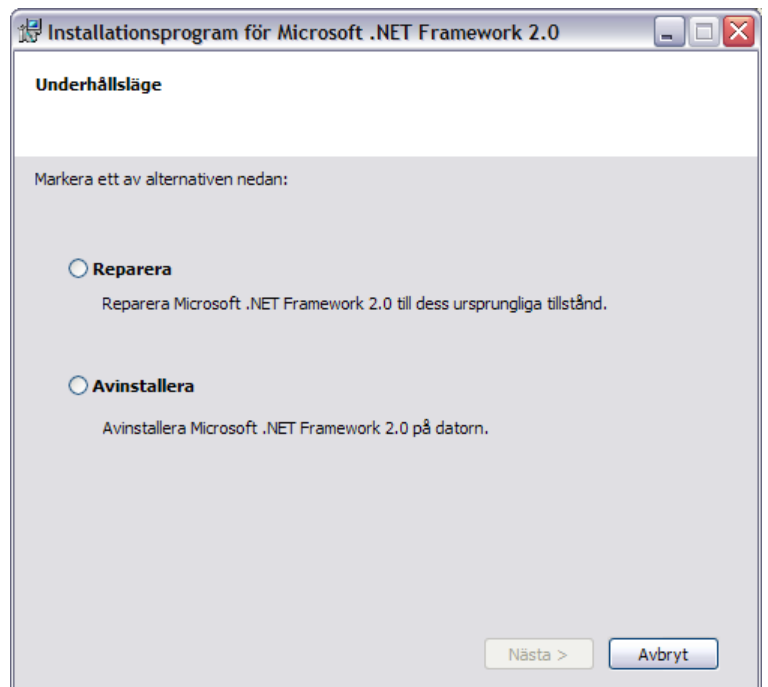 Installationsprogram för Microsoft .NET Framework 2.0
Underhållsläge
Markera ett av alternativen nedan:
Reparera
Reparera Microsoft .NET Framework 2.0 till dess ursprungliga tillstånd.
Avinstallera
Avinstallera Microsoft .NET Framework 2.0 på datorn.
Nästa >
Avbryt